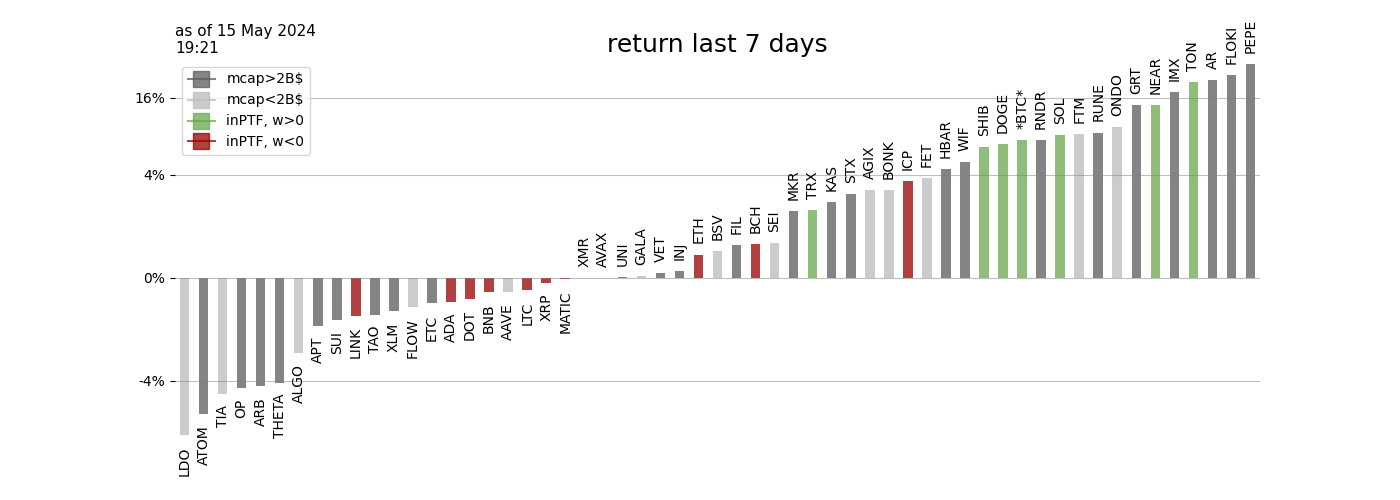 as of 15 May 2024
19:21
return last 7 days
mcap>2B$
mcap<2B$
inPTF, w>0
inPTF, w<0
16%
4%
0%
-4%
LDO
ATOM
TIA
OP
ARB
THETA
ALGO
APT
SUI
LINK
TAO
XLM
FLOW
ETC
ADA
DOT
BNB
AAVE
LTC
XRP
MATIC
XMR
AVAX
UNI
GALA
VET
INJ
ETH
BSV
FIL
BCH
SEI
MKR
TRX
KAS
STX
AGIX
BONK
ICP
FET
HBAR
WIF
SHIB
DOGE
*BTC*
RNDR
SOL
FTM
RUNE
ONDO
GRT
NEAR
IMX
TON
AR
FLOKI
PEPE